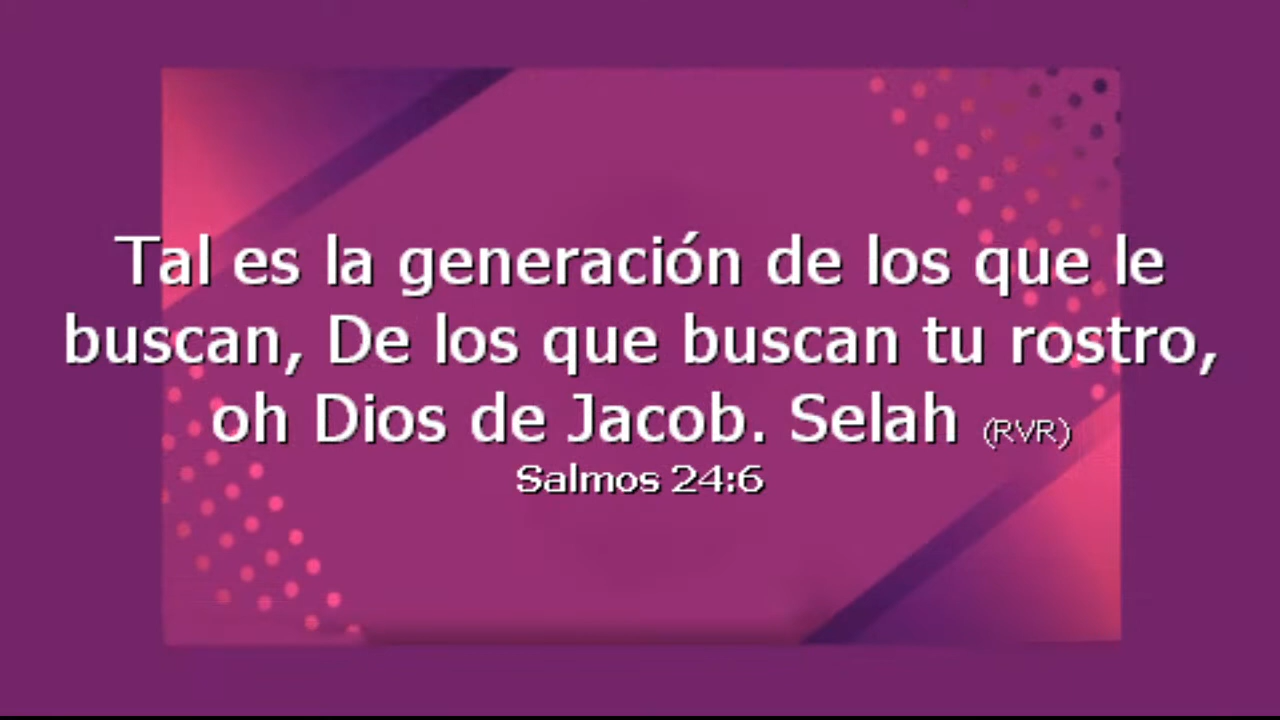 Tal es la generación de los que le
buscan, De los que buscan tu rostro,
oh Dios de Jacob. Selah (RVR)
Salmos 24:6